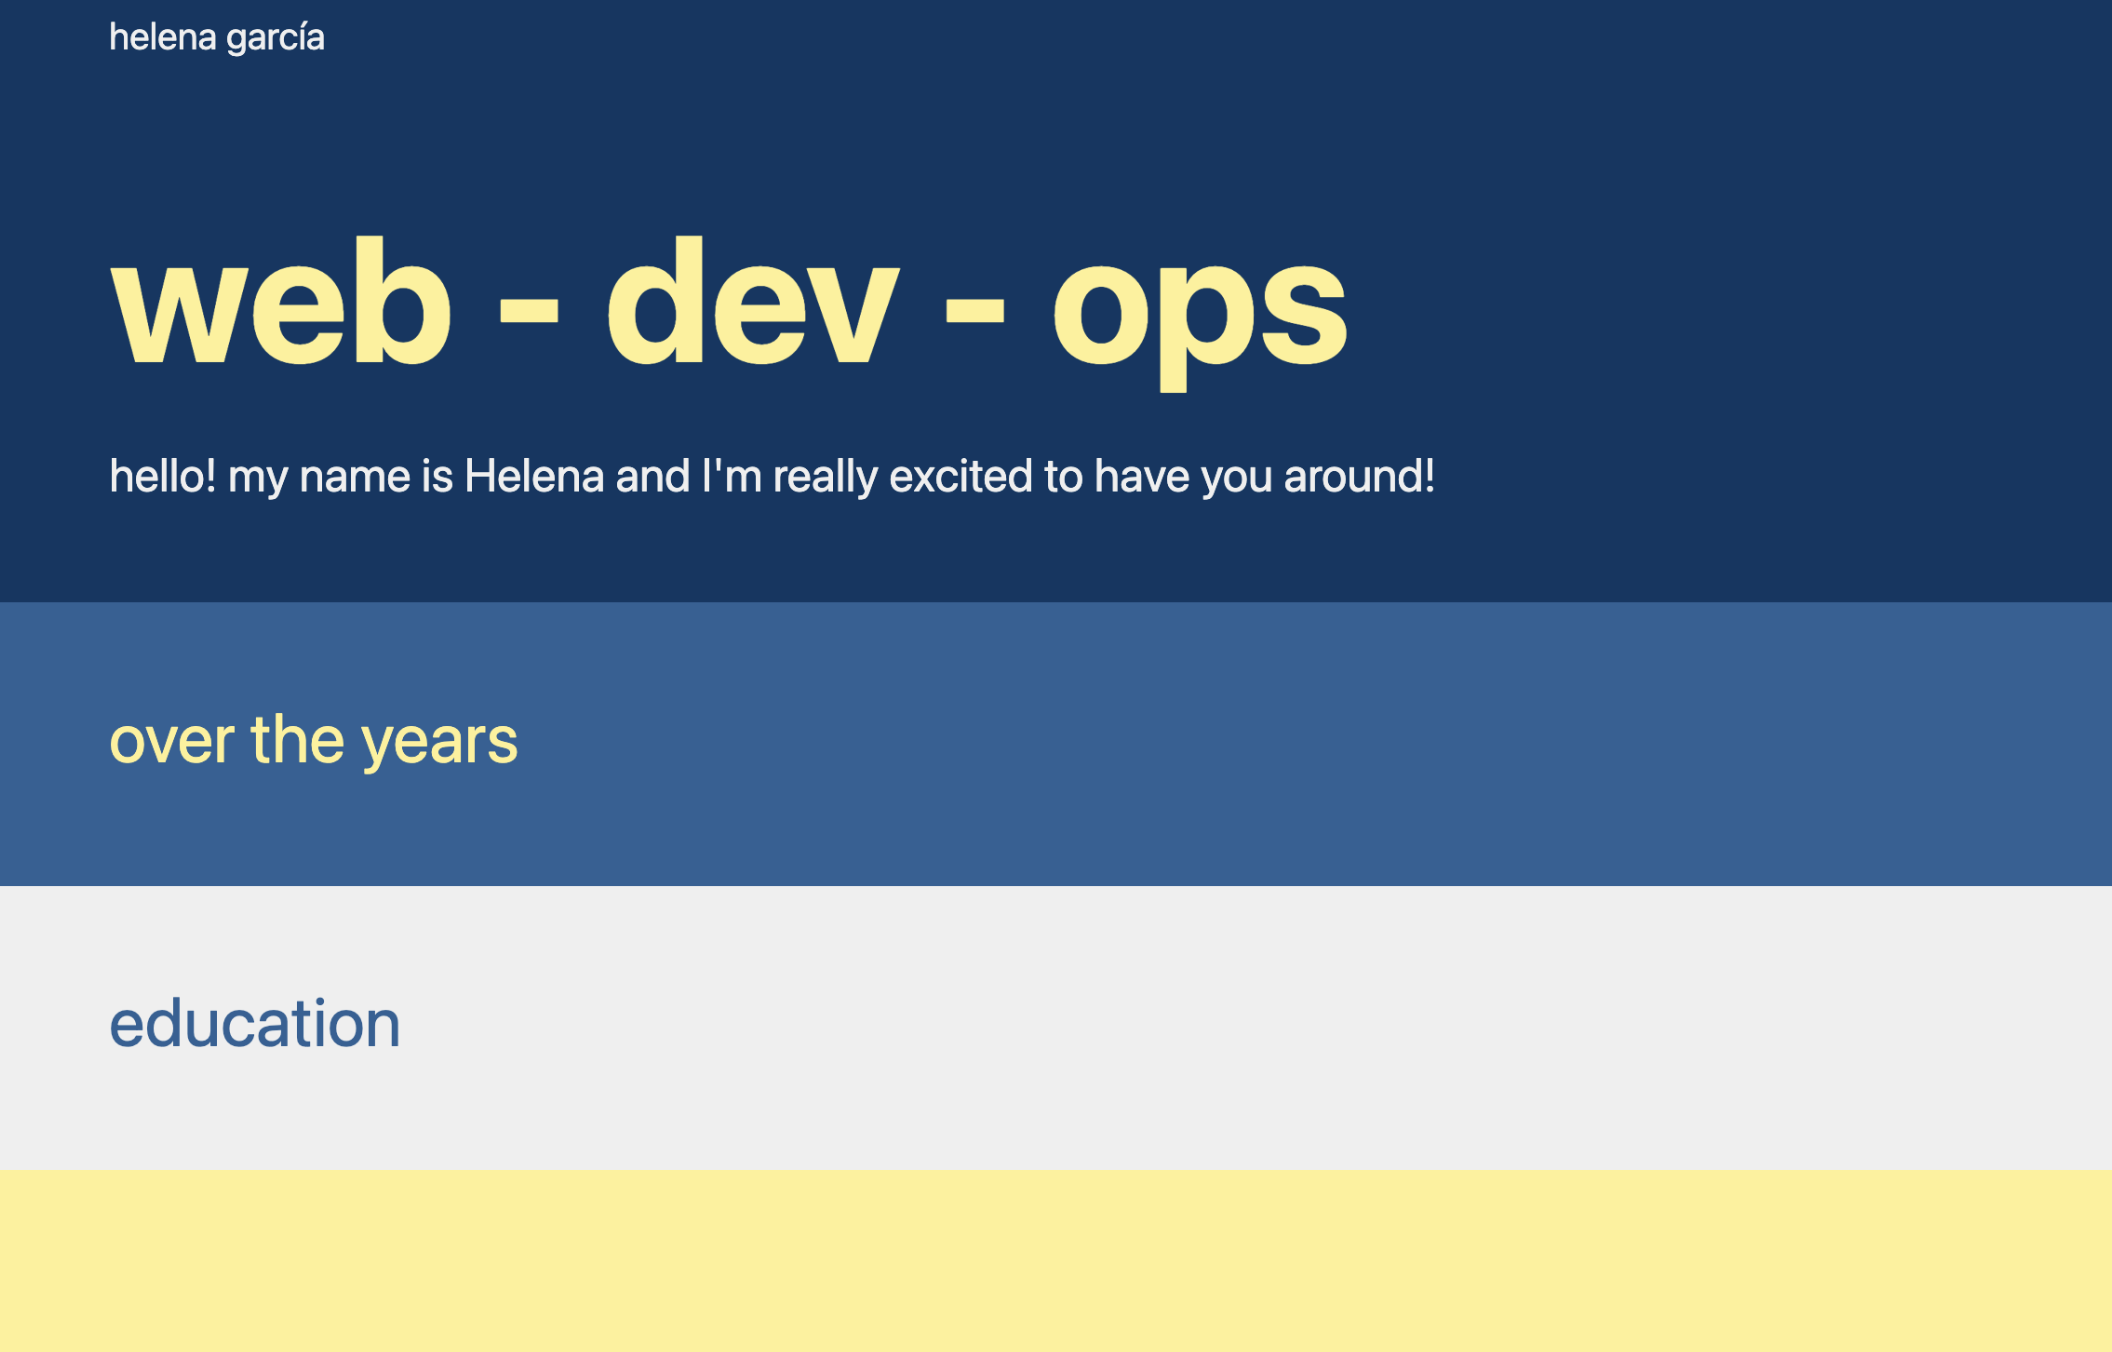 helena garcía
web - dev - ops
hello! my name is Helena and I'm really excited to have you around!
over the years
education